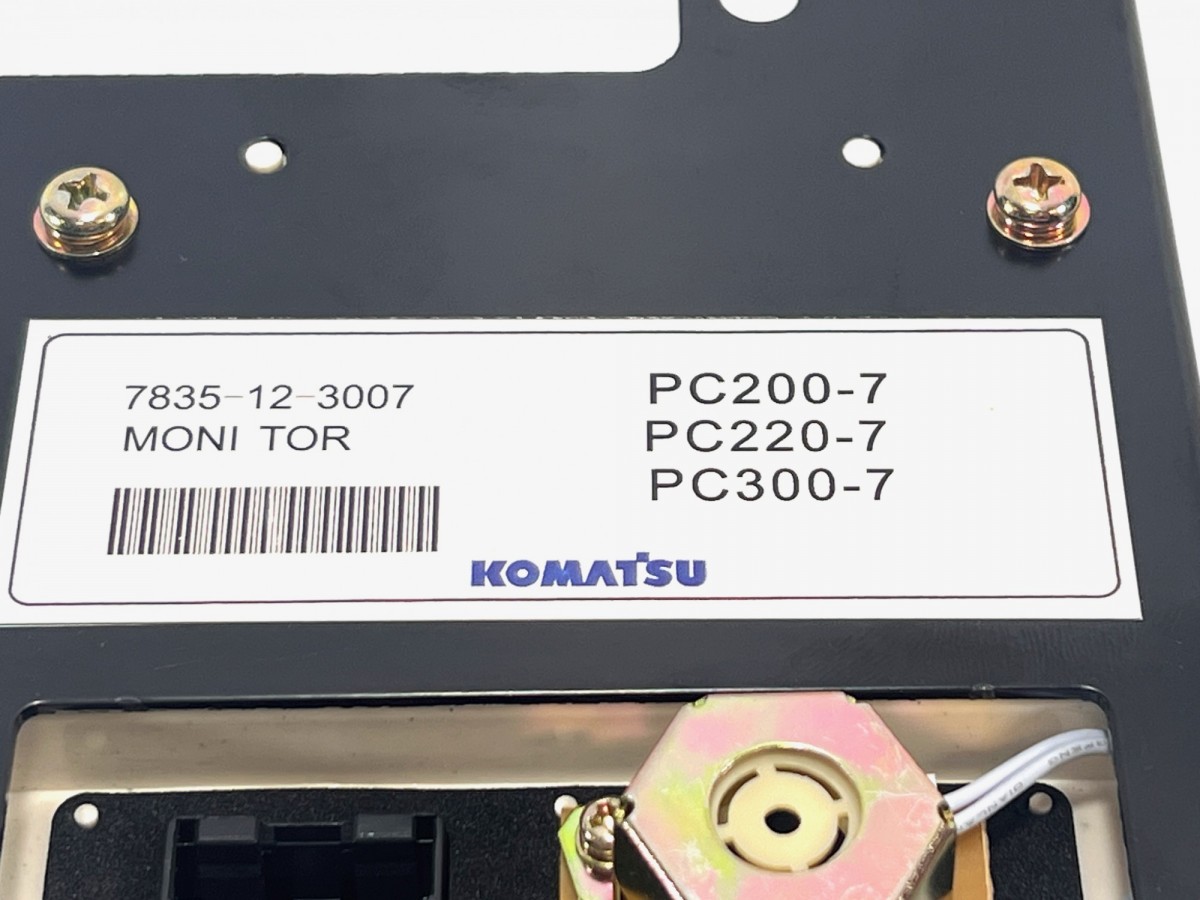 7835-12-3007
MONI TOR
PC200-7
PC220-7
PC300-7
KOMATSU